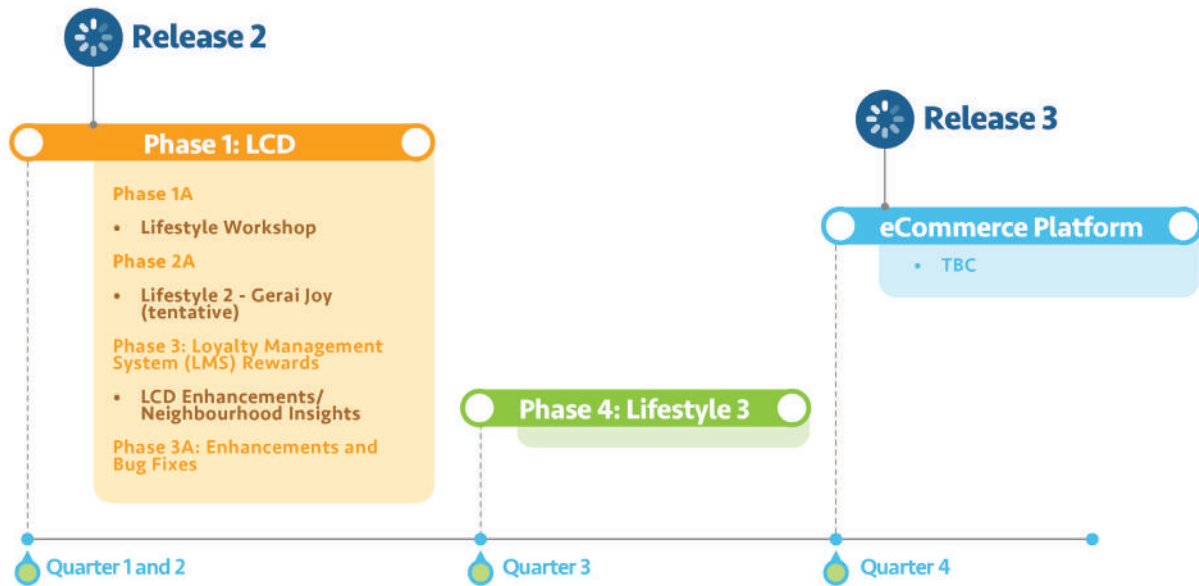 Release 2
Phase 1: LCD
Phase 1A
• Lifestyle Workshop
Phase 2A
• Lifestyle 2 - Gerai Joy
(tentative)
Phase 3: Loyalty Management
System (LMS) Rewards
• LCD Enhancements/
Neighbourhood Insights
Phase 3A: Enhancements and
Bug Fixes
Phase 4: Lifestyle 3
Release 3
eCommerce Platform
• TBC
Quarter 1 and 2
Quarter 3
Quarter 4